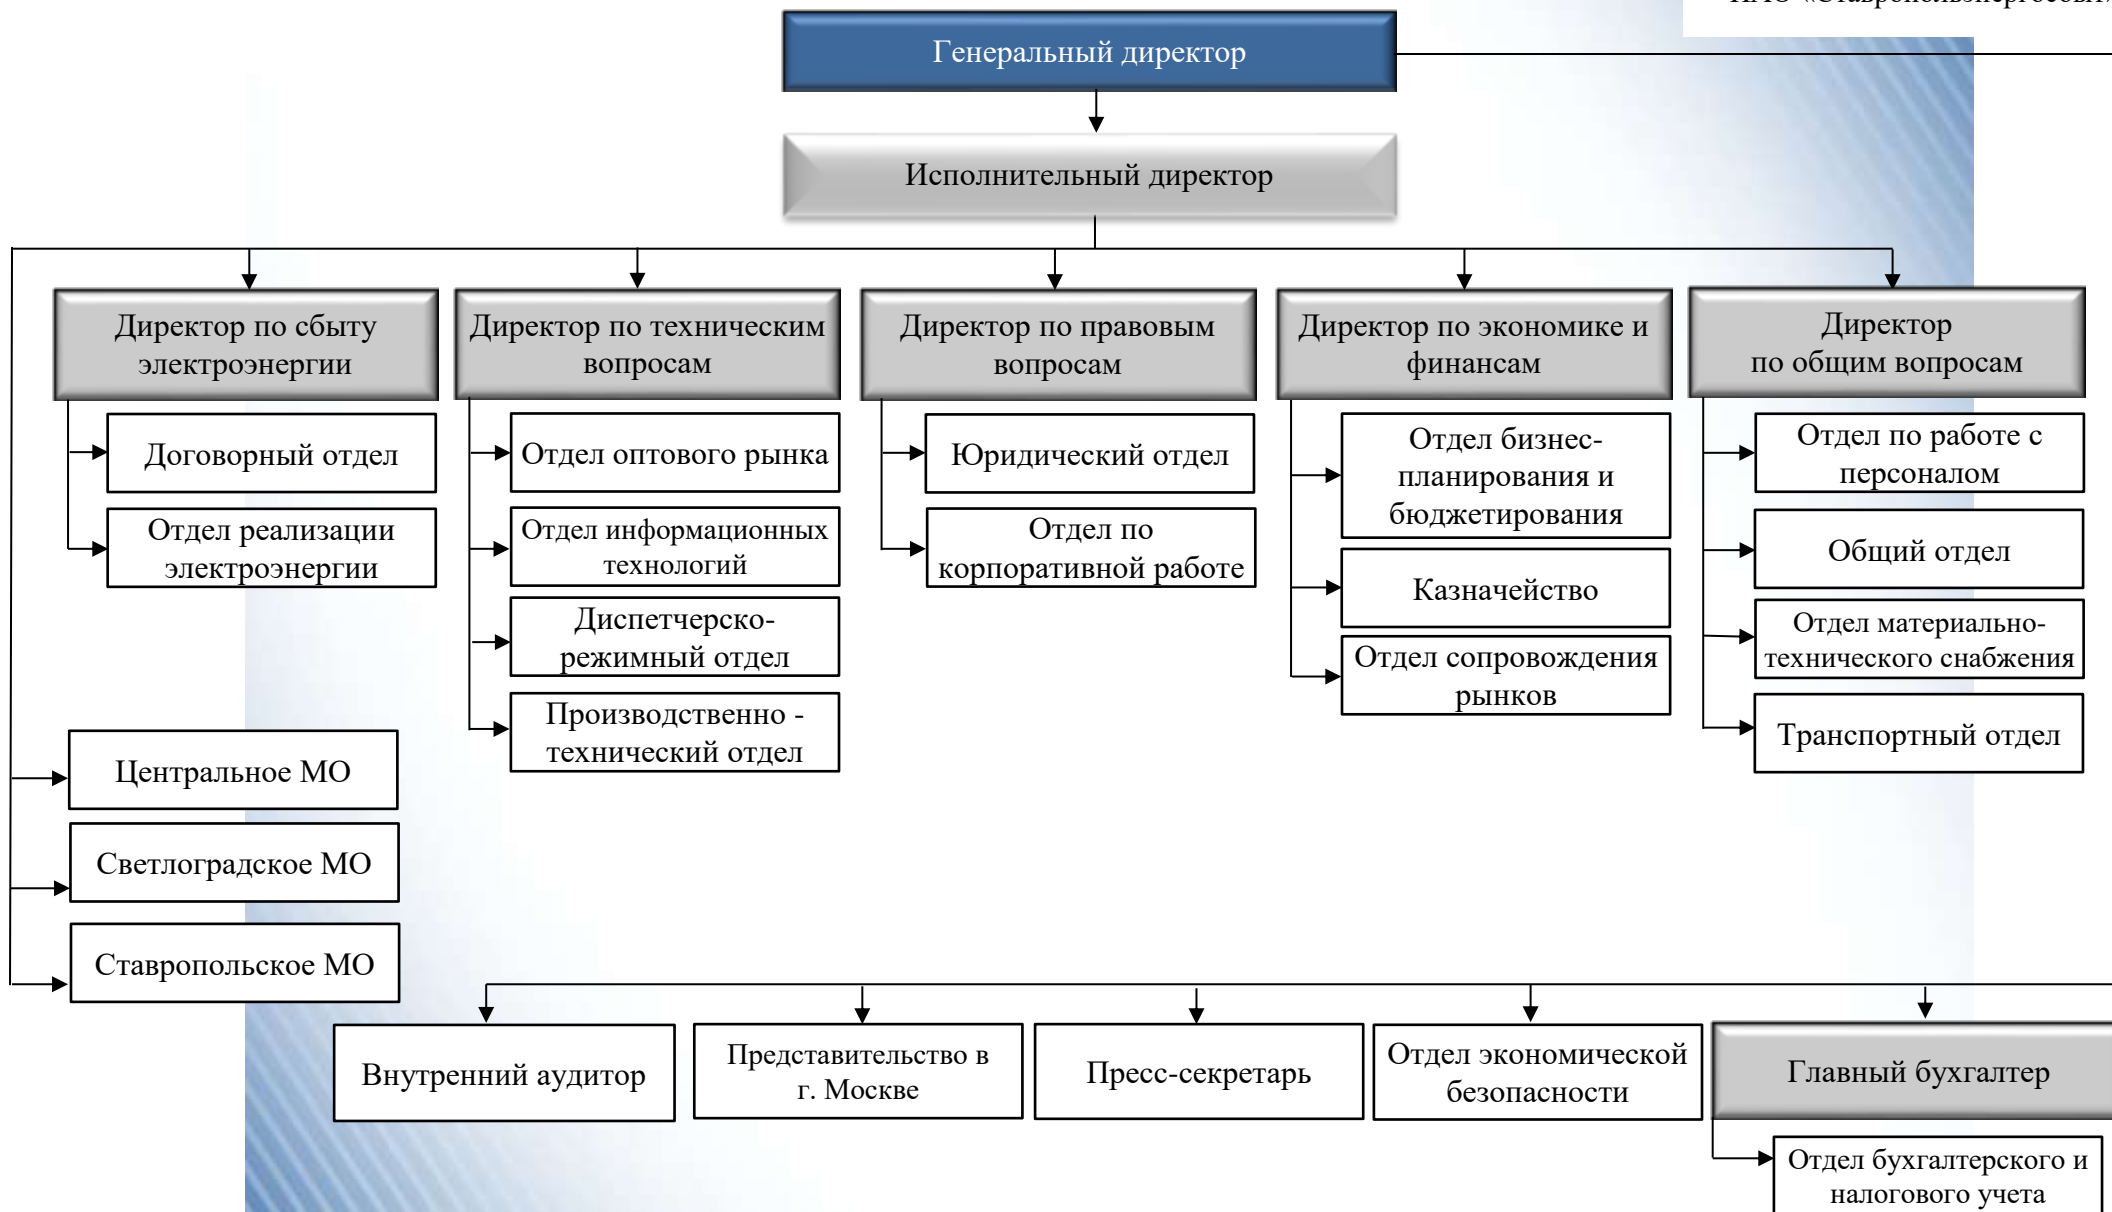 Генеральный директор
Исполнительный директор
Директор по сбыту
электроэнергии
Договорный отдел
Отдел реализации
электроэнергии
Директор по техническим
вопросам
Отдел оптового рынка
Отдел информационных
технологий
Диспетчерско-
режимный отдел
Производственно -
технический отдел
Директор по правовым
вопросам
Юридический отдел
Отдел по
корпоративной работе
Директор по экономике и
финансам
Отдел бизнес-
планирования и
бюджетирования
Казначейство
Отдел сопровождения
рынков
Директор
по общим вопросам
Отдел по работе с
персоналом
Общий отдел
Отдел материально-
технического снабжения
Транспортный отдел
Центральное МО
Светлоградское МО
Ставропольское МО
Внутренний аудитор
Представительство в
г. Москве
Пресс-секретарь
Отдел экономической
безопасности
Главный бухгалтер
Отдел бухгалтерского и
налогового учета